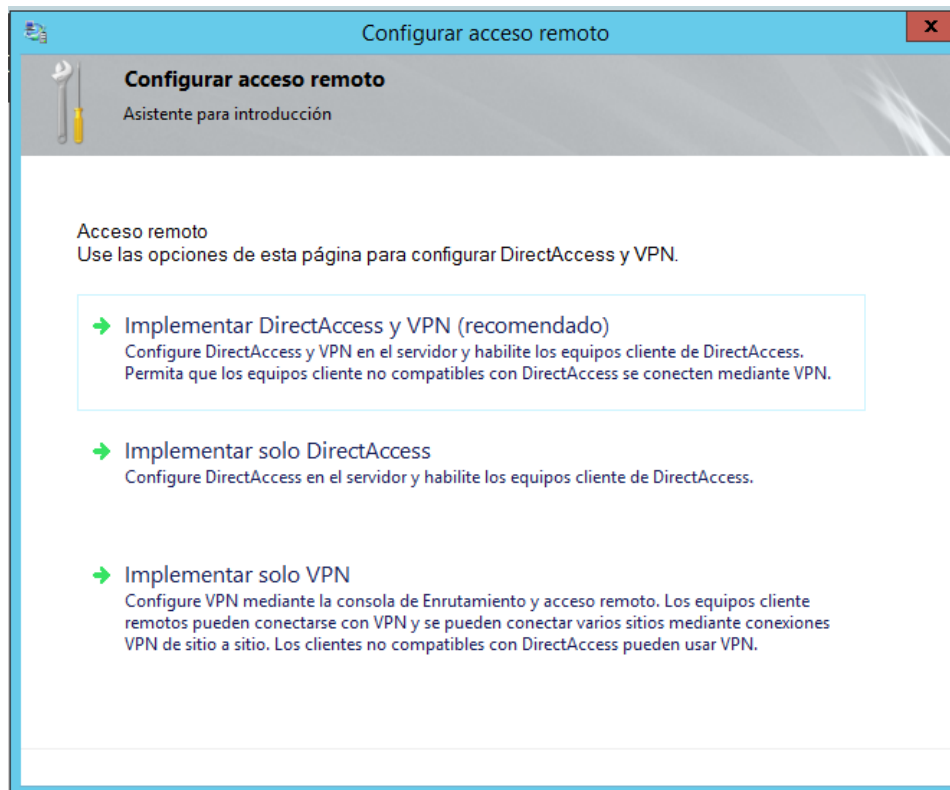 Configurar acceso remoto
x
Configurar acceso remoto
Asistente para introducción
Acceso remoto
Use las opciones de esta página para configurar DirectAccess y VPN.
Implementar DirectAccess y VPN (recomendado)
Configure DirectAccess y VPN en el servidor y habilite los equipos cliente de DirectAccess.
Permita que los equipos cliente no compatibles con DirectAccess se conecten mediante VPN.
Implementar solo DirectAccess
Configure DirectAccess en el servidor y habilite los equipos cliente de DirectAccess.
Implementar solo VPN
Configure VPN mediante la consola de Enrutamiento y acceso remoto. Los equipos cliente
remotos pueden conectarse con VPN y se pueden conectar varios sitios mediante conexiones
VPN de sitio a sitio. Los clientes no compatibles con DirectAccess pueden usar VPN.